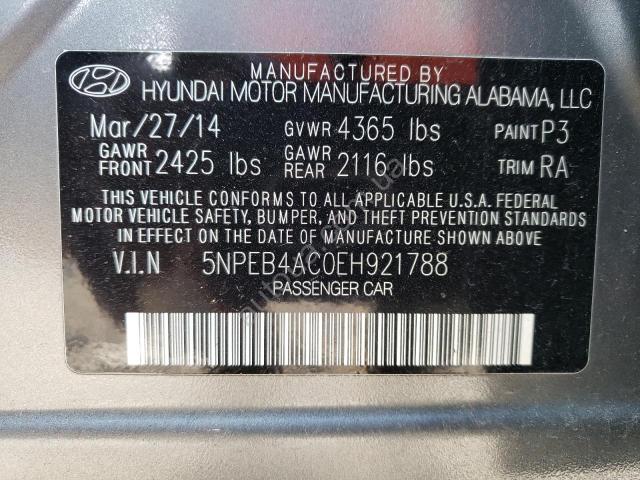 MANUFACTURED BY
HYUNDAI MOTOR MANUFACTURING ALABAMA, LLC
Mar/27/14 GVWR 4365 lbs PAINT P3
GAWR FRONT 2425 lbs GAWR REAR 2116 lbs TRIM RA
THIS VEHICLE CONFORMS TO ALL APPLICABLE U.S.A. FEDERAL
MOTOR VEHICLE SAFETY, BUMPER, AND THEFT PREVENTION STANDARDS
IN EFFECT ON THE DATE OF MANUFACTURE SHOWN ABOVE.
V.I.N 5NPEB4AC0EH921788
PASSENGER CAR